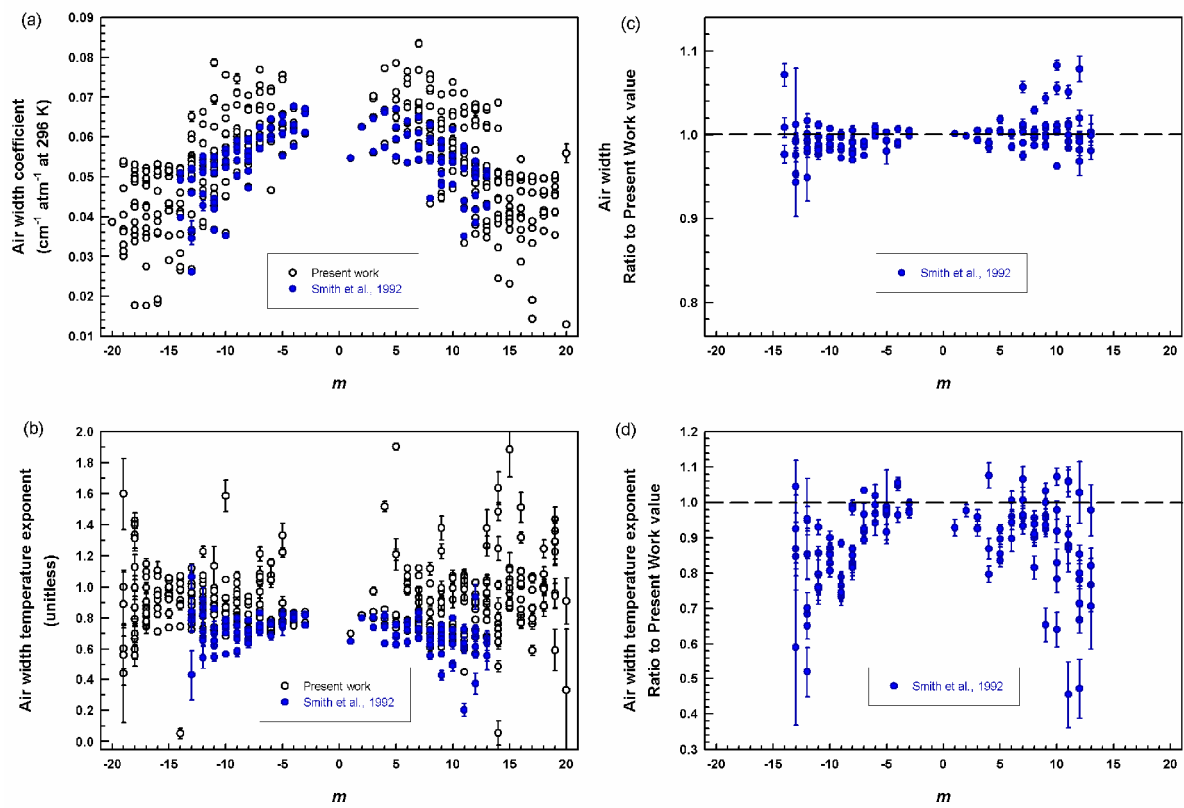 (a)
0.09
0.08
0.07
0.06
0.05
0.04
0.03
0.02
0.01
Air width coefficient
(cm⁻¹ atm⁻¹ at 296 K)
Present work
Smith et al., 1992
-20 -15 -10 -5 0 5 10 15 20
m
(c)
1.1
1.0
0.9
0.8
Air width
Ratio to Present Work value
Smith et al., 1992
-20 -15 -10 -5 0 5 10 15 20
m
(b)
2.0
1.8
1.6
1.4
1.2
1.0
0.8
0.6
0.4
0.2
0.0
Air width temperature exponent
(unitless)
Present work
Smith et al., 1992
-20 -15 -10 -5 0 5 10 15 20
m
(d)
1.2
1.1
1.0
0.9
0.8
0.7
0.6
0.5
0.4
0.3
Air width temperature exponent
Ratio to Present Work value
Smith et al., 1992
-20 -15 -10 -5 0 5 10 15 20
m